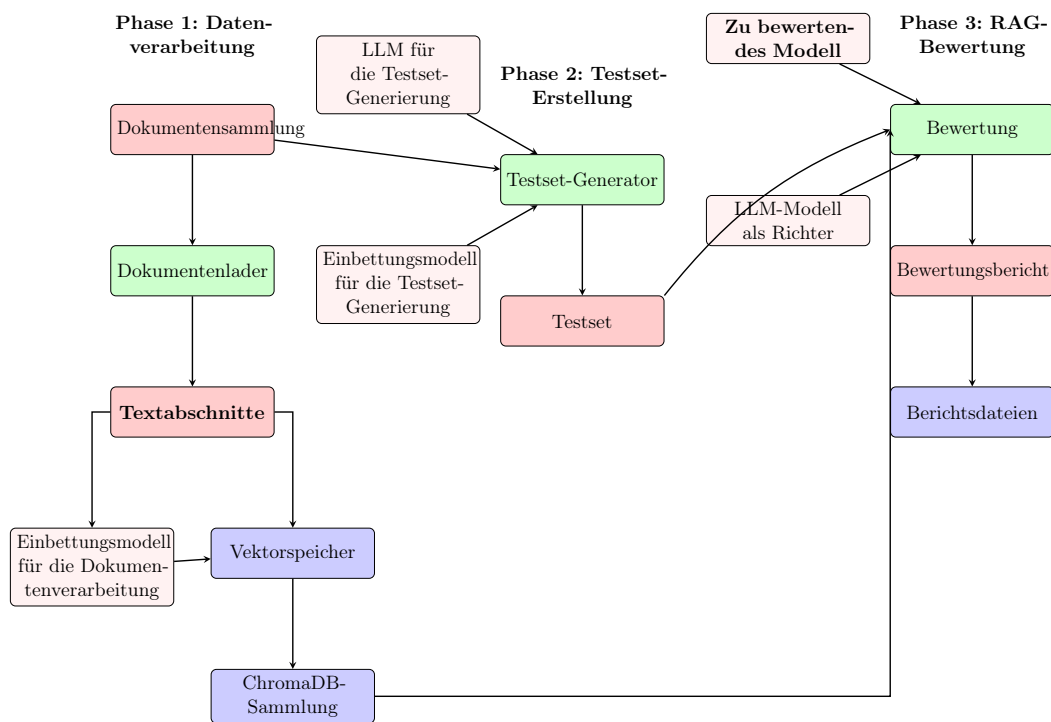 Phase 1: Daten-
verarbeitung
Dokumentensammlung
Dokumentenlader
Textabschnitte
Einbettungsmodell
für die Dokumen-
tenverarbeitung
Vektorspeicher
ChromaDB-
Sammlung
LLM für
die Testset-
Generierung
Phase 2: Testset-
Erstellung
Testset-Generator
Einbettungsmodell
für die Testset-
Generierung
Testset
Zu bewerten-
des Modell
Phase 3: RAG-
Bewertung
Bewertung
LLM-Modell
als Richter
Bewertungsbericht
Berichtsdateien